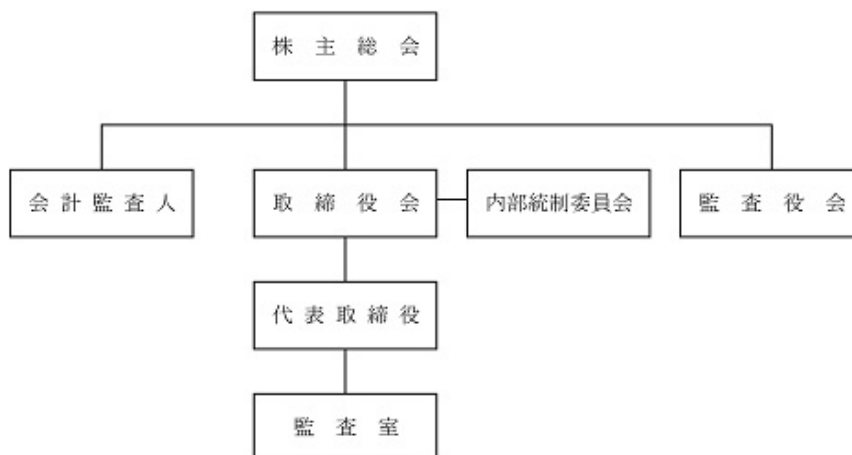 株主総会
会計監査人
取締役会
内部統制委員会
監査役会
代表取締役
監査室